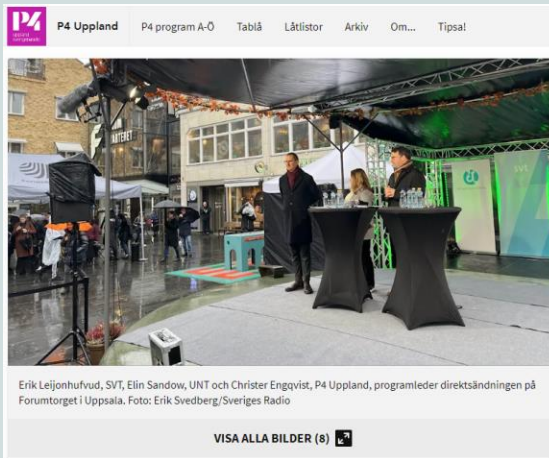 P4
P4 Uppland
P4 program A-Ö
Tablå
Låtlistor
Arkiv
Om...
Tipsa!
svt
Erik Leijonhufvud, SVT, Elin Sandow, UNT och Christer Engqvist, P4 Uppland, programleder direktsändningen på
Forumtorget i Uppsala. Foto: Erik Svedberg/Sveriges Radio
VISA ALLA BILDER (8)